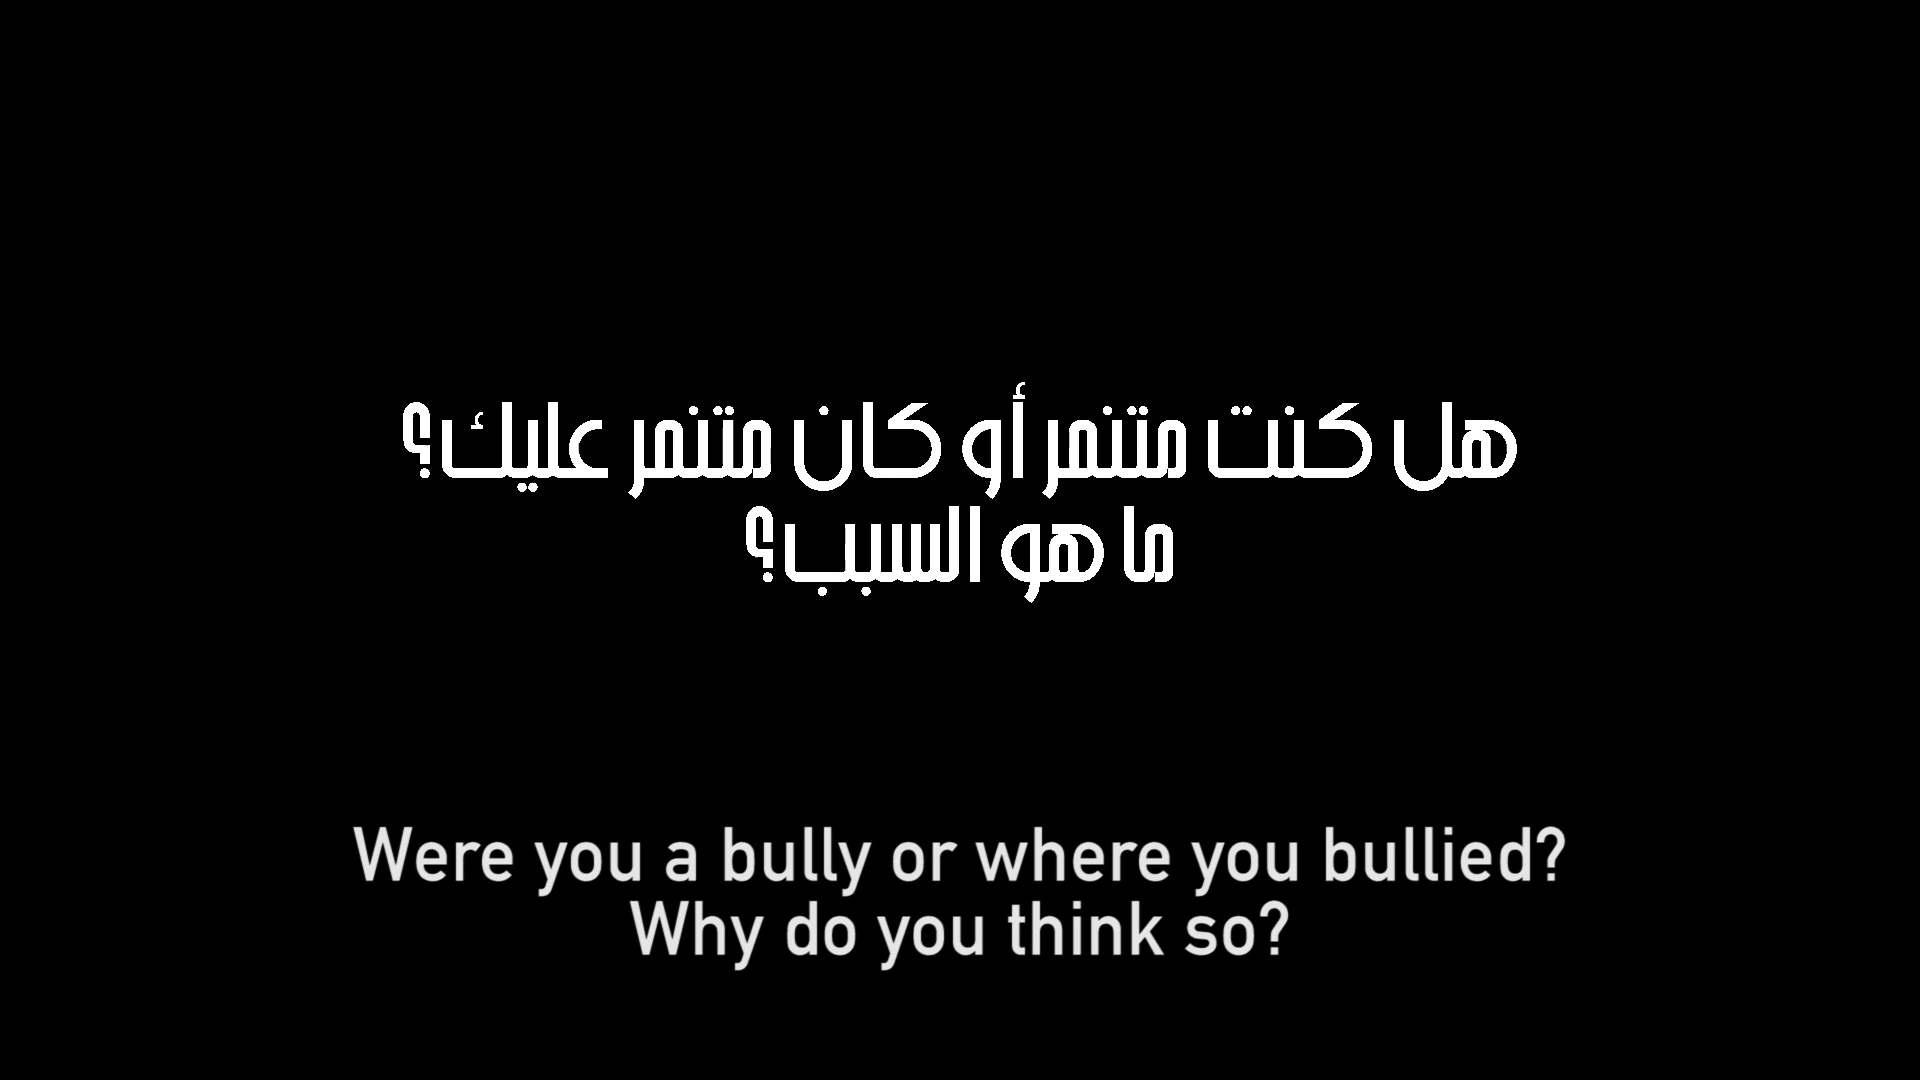 هل كنت متنمر أو كان متنمر عليك؟
ما هو السبب؟
Were you a bully or where you bullied?
Why do you think so?